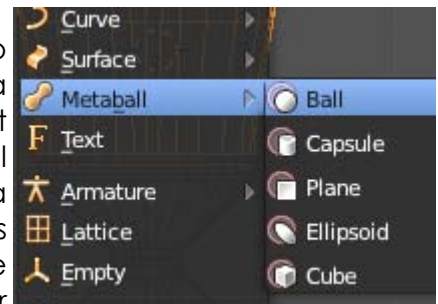 Curve
Surface
Metaball
Text
Armature
Lattice
Empty
Ball
Capsule
Plane
Ellipsoid
Cube